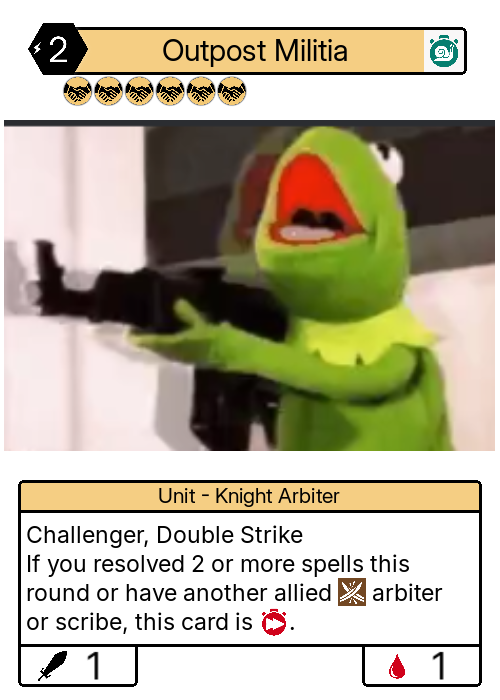 2
Outpost Militia
Unit - Knight Arbiter
Challenger, Double Strike
If you resolved 2 or more spells this
round or have another allied arbiter
or scribe, this card is .
1
1